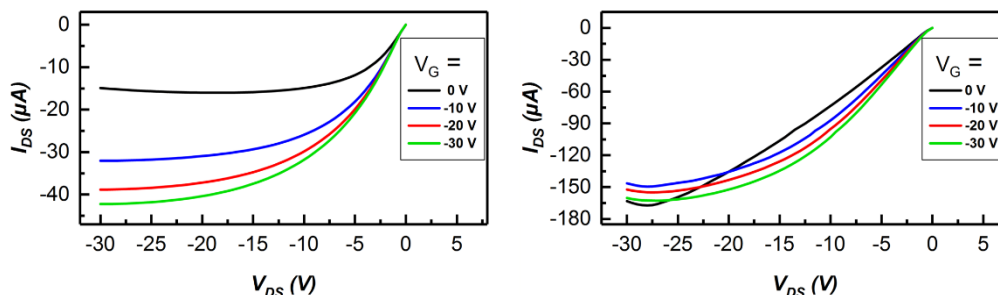 0
-10
-20
-30
-40
I_DS (μA)
-30 -25 -20 -15 -10 -5 0 5
V_DS (V)
V_G =
0 V
-10 V
-20 V
-30 V
0
-30
-60
-90
-120
-150
-180
I_DS (μA)
-30 -25 -20 -15 -10 -5 0 5
V_DS (V)
V_G =
0 V
-10 V
-20 V
-30 V